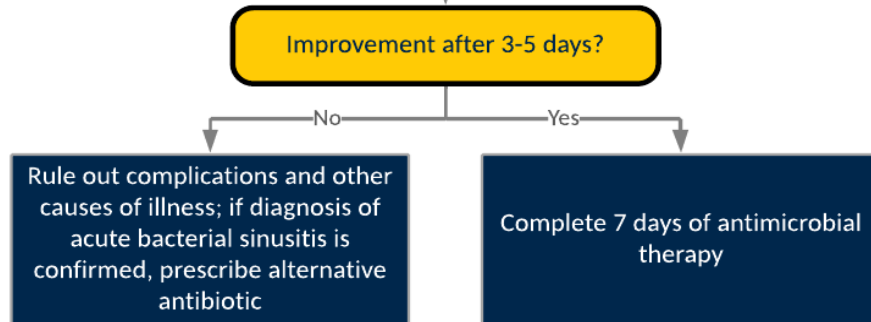 Improvement after 3-5 days?
No
Yes
Rule out complications and other
causes of illness; if diagnosis of
acute bacterial sinusitis is
confirmed, prescribe alternative
antibiotic
Complete 7 days of antimicrobial
therapy